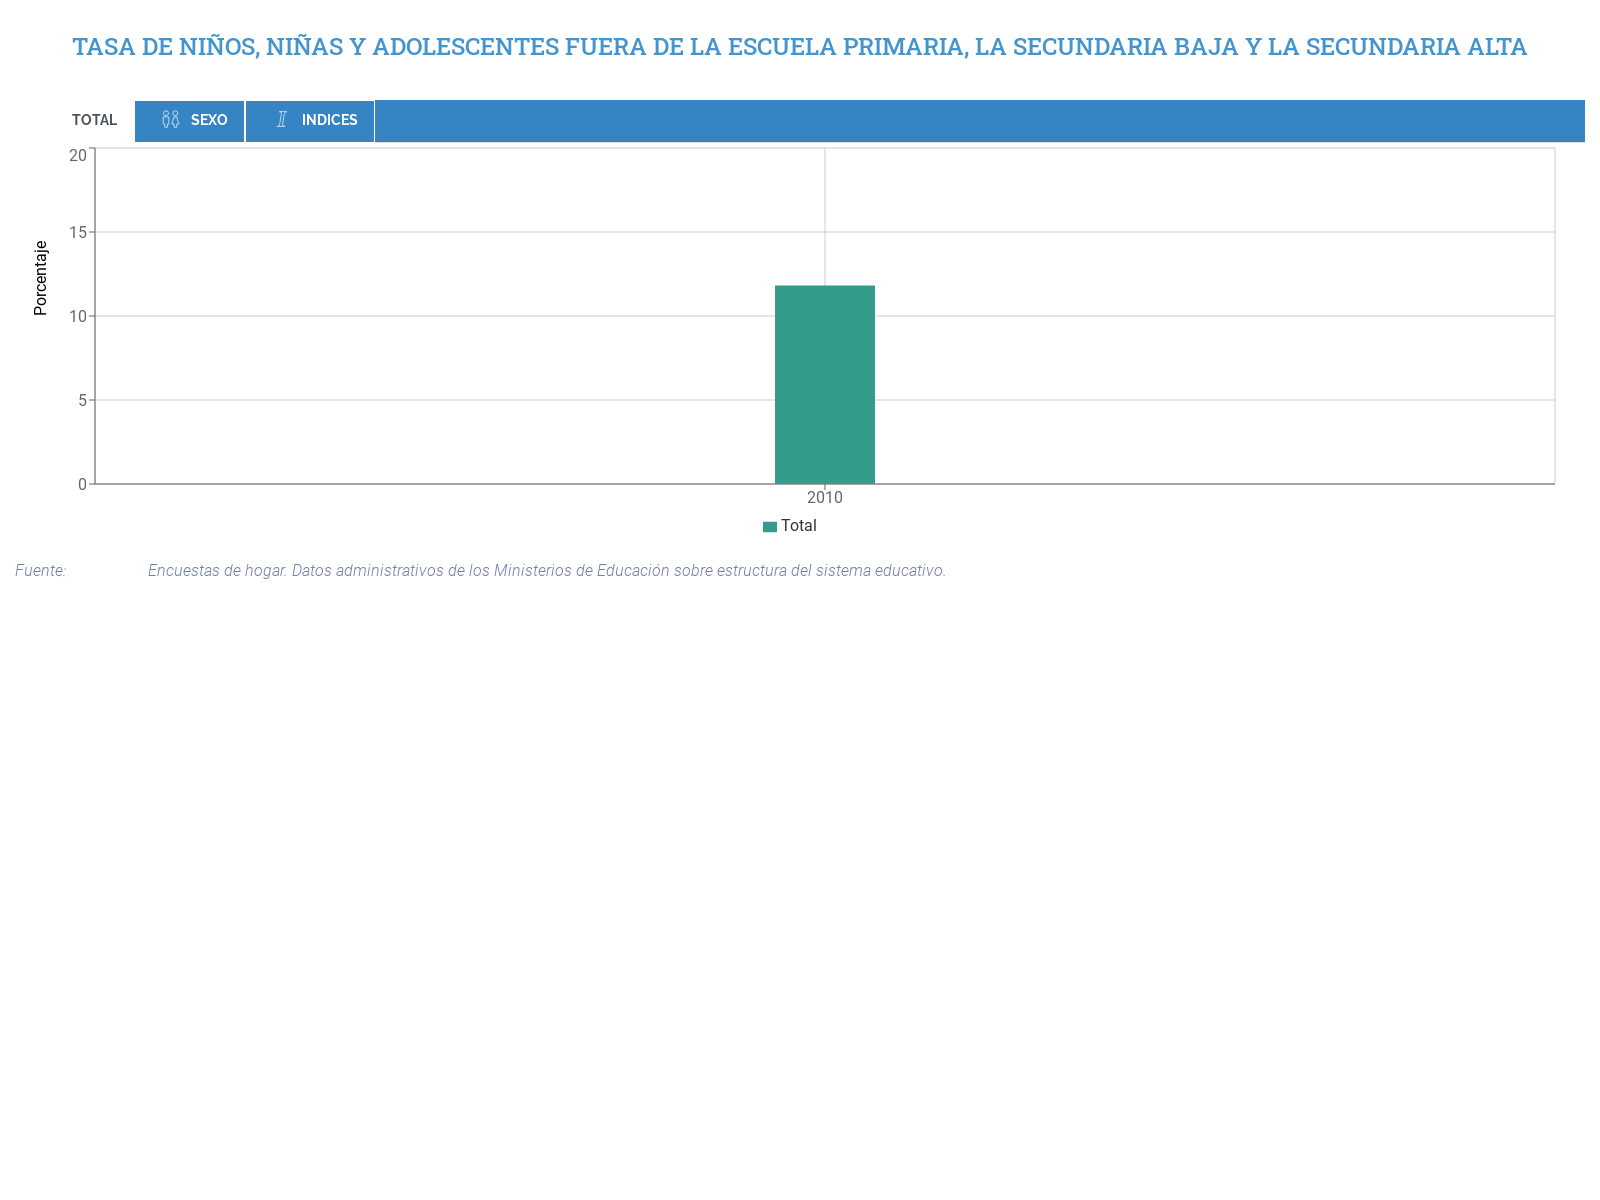 TASA DE NIÑOS, NIÑAS Y ADOLESCENTES FUERA DE LA ESCUELA PRIMARIA, LA SECUNDARIA BAJA Y LA SECUNDARIA ALTA
TOTAL SEXO INDICES
20
15
10
5
0
Porcentaje
2010
Total
Fuente: Encuestas de hogar. Datos administrativos de los Ministerios de Educación sobre estructura del sistema educativo.